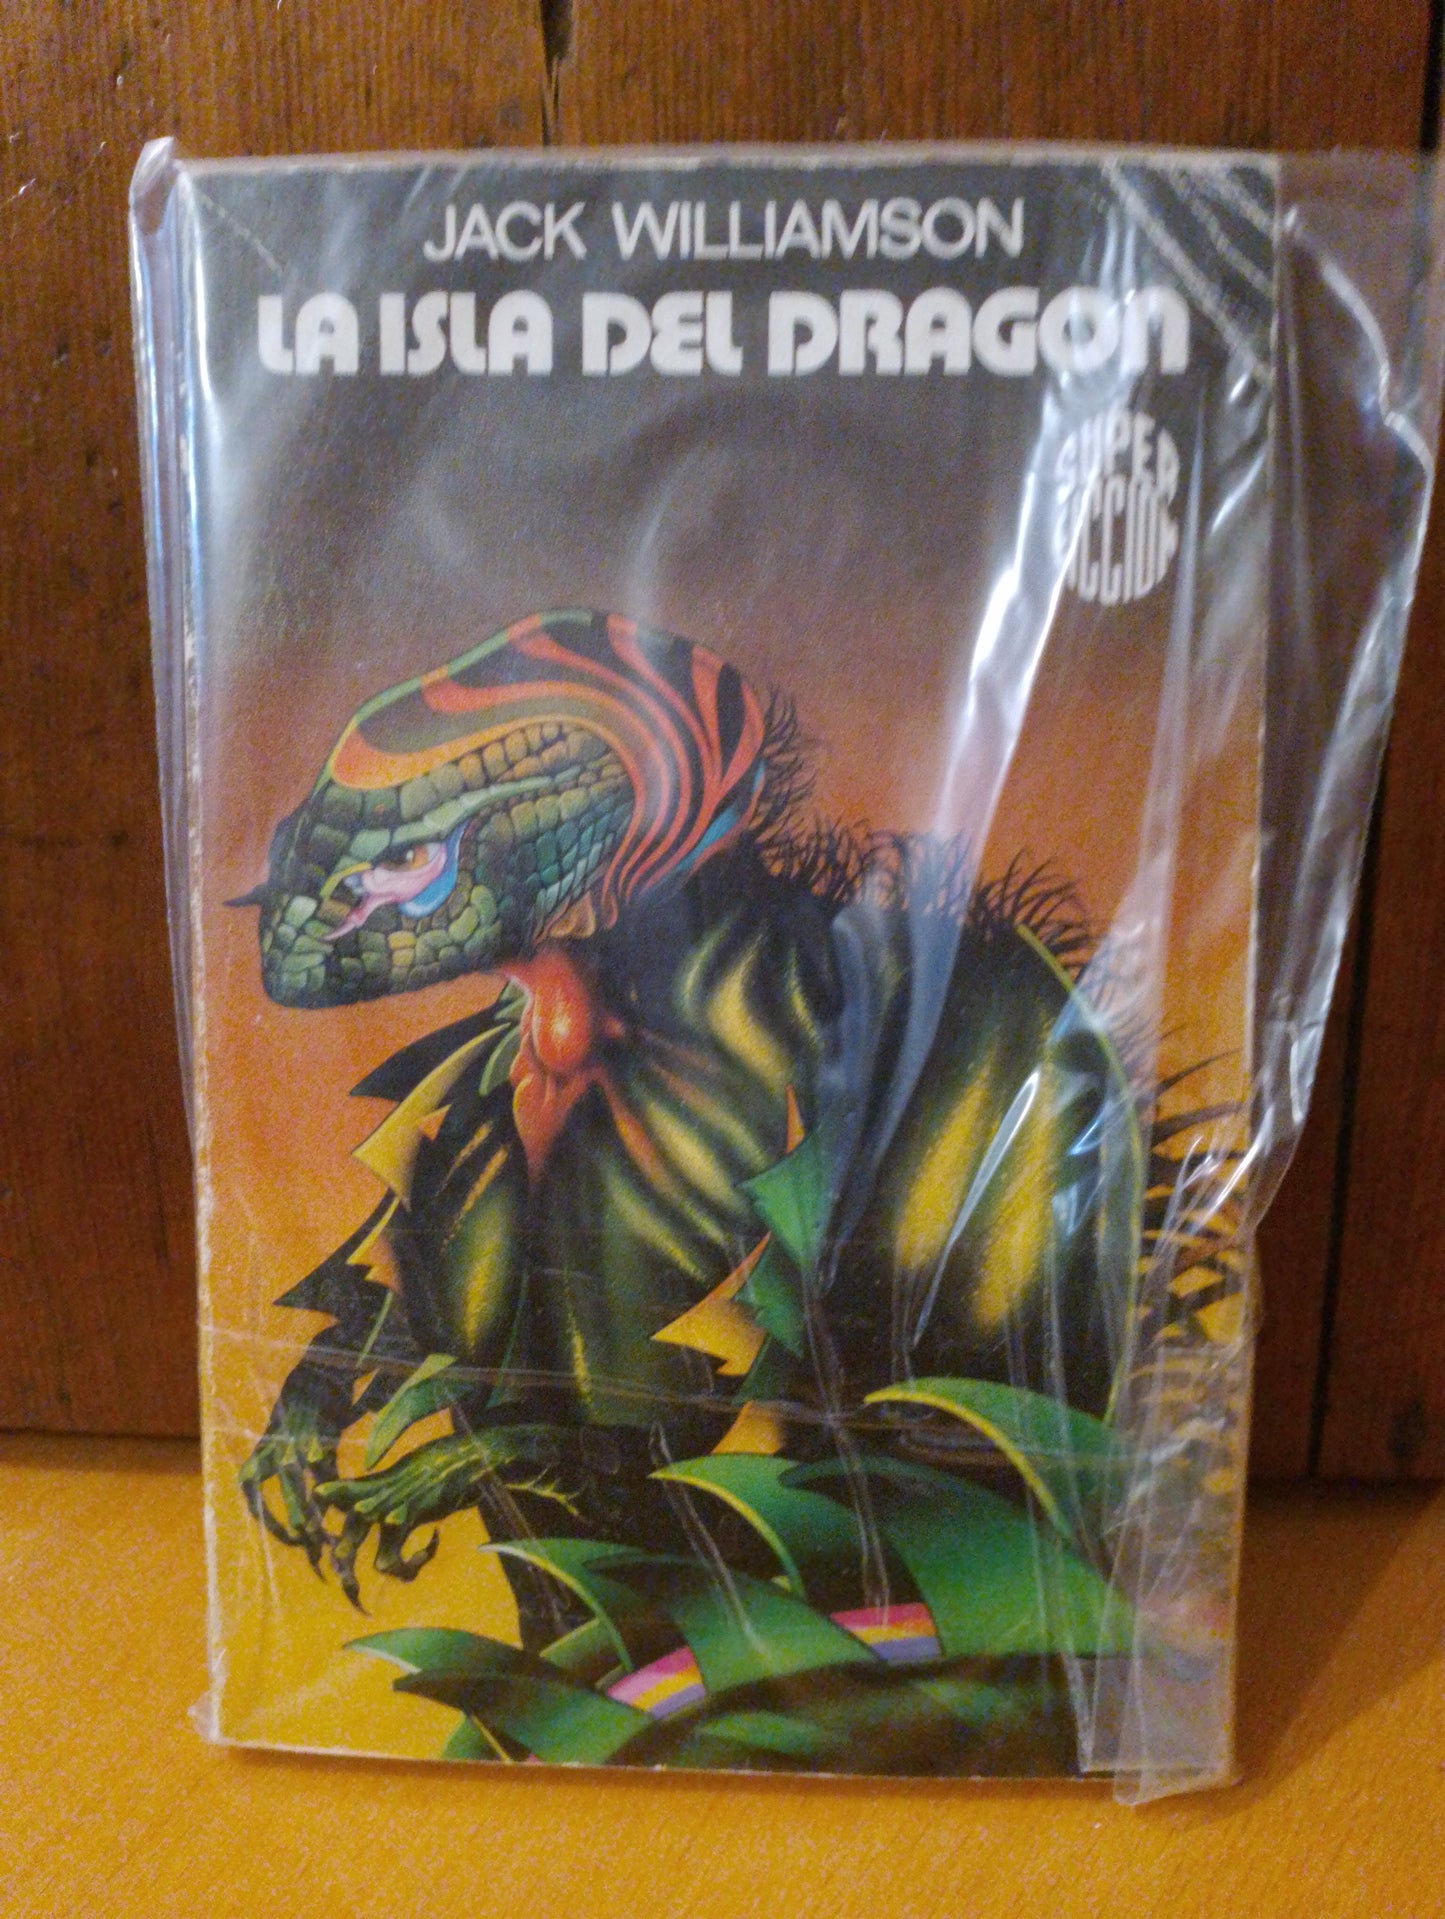 JACK WILLIAMSON
LA ISLA DEL DRAGON
SUPER
FICCION